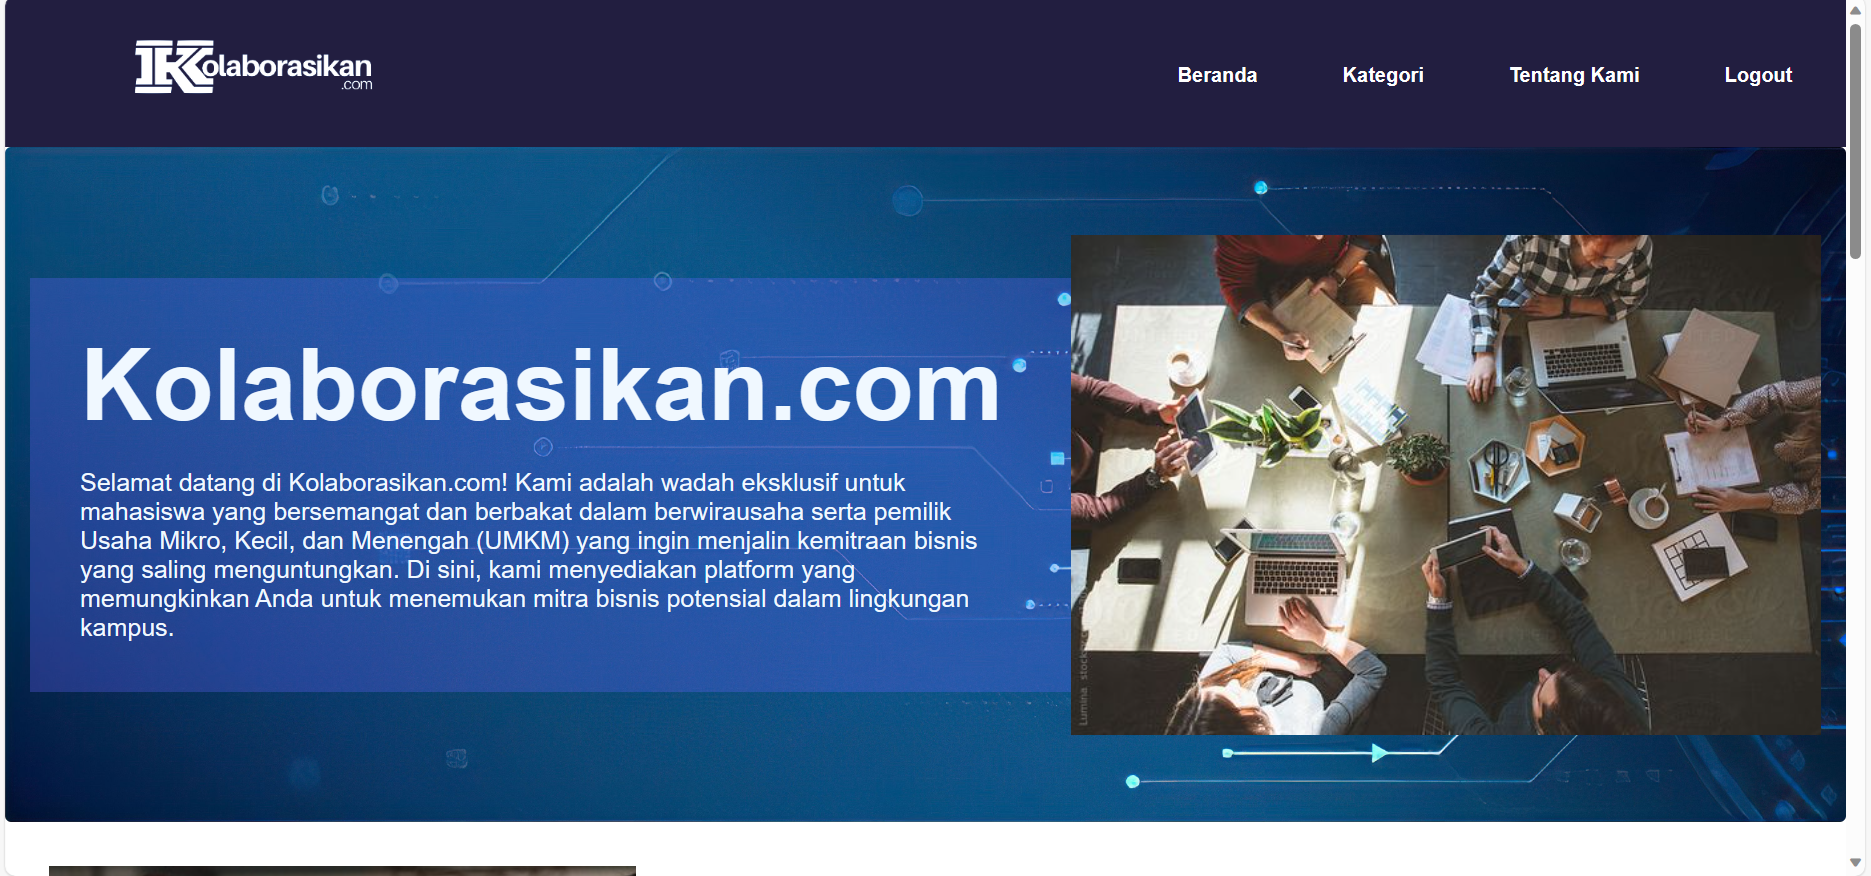 Kolaborasikan
.com
Beranda
Kategori
Tentang Kami
Logout
Kolaborasikan.com
Selamat datang di Kolaborasikan.com! Kami adalah wadah eksklusif untuk
mahasiswa yang bersemangat dan berbakat dalam berwirausaha serta pemilik
Usaha Mikro, Kecil, dan Menengah (UMKM) yang ingin menjalin kemitraan bisnis
yang saling menguntungkan. Di sini, kami menyediakan platform yang
memungkinkan Anda untuk menemukan mitra bisnis potensial dalam lingkungan
kampus.